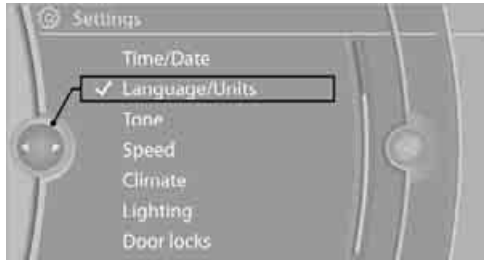 Settings
Time/Date
Language/Units
Tone
Speed
Climate
Lighting
Door locks